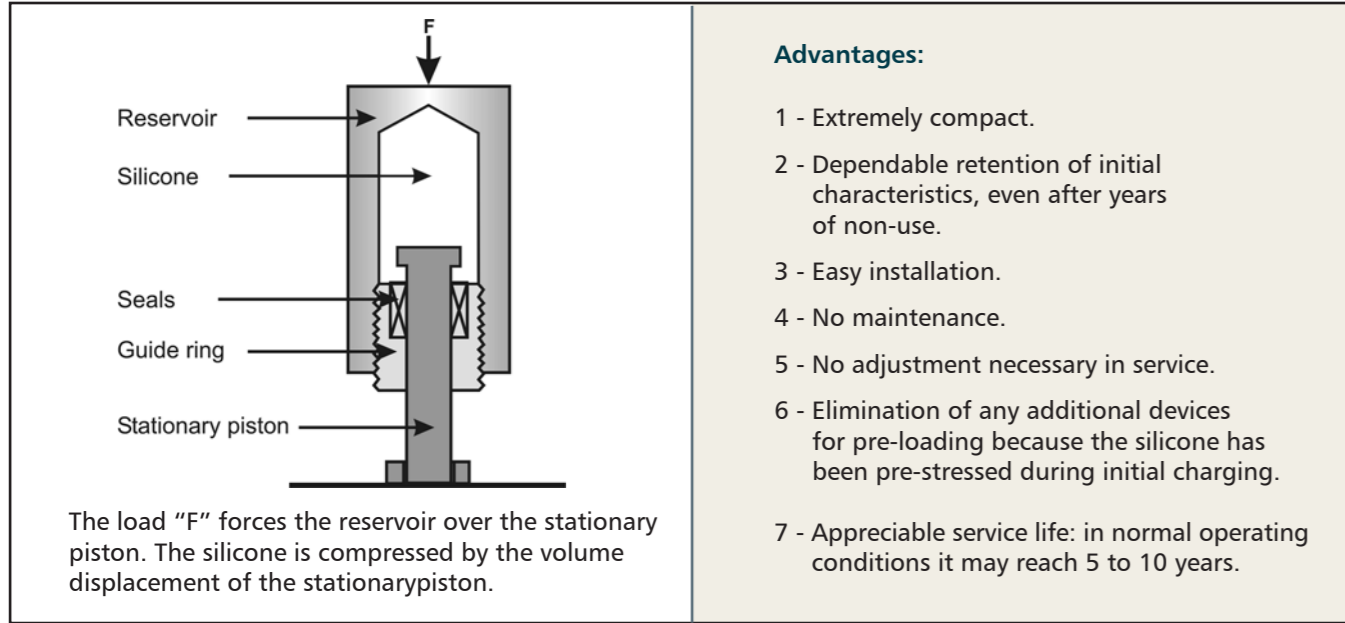 F
Reservoir
Silicone
Seals
Guide ring
Stationary piston
The load "F" forces the reservoir over the stationary
piston. The silicone is compressed by the volume
displacement of the stationarypiston.
Advantages:
1 - Extremely compact.
2 - Dependable retention of initial
characteristics, even after years
of non-use.
3 - Easy installation.
4 - No maintenance.
5 - No adjustment necessary in service.
6 - Elimination of any additional devices
for pre-loading because the silicone has
been pre-stressed during initial charging.
7 - Appreciable service life: in normal operating
conditions it may reach 5 to 10 years.